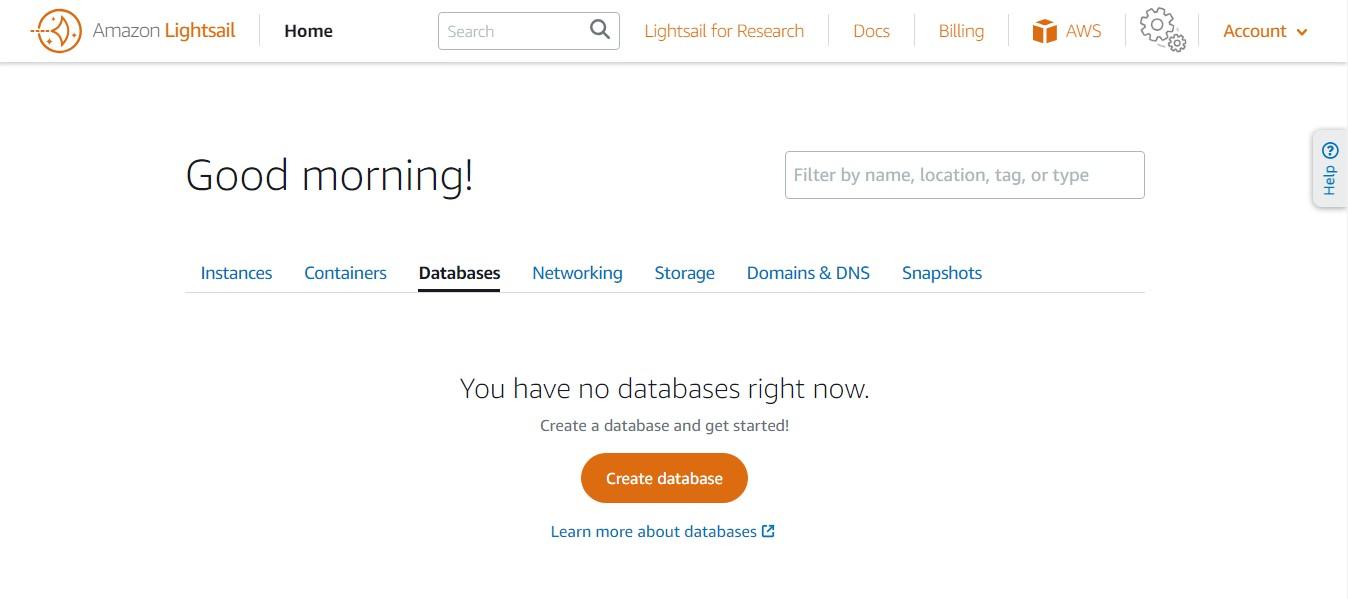 Amazon Lightsail Home Search Lightsail for Research Docs Billing AWS Account
Good morning! Filter by name, location, tag, or type
Help
Instances Containers Databases Networking Storage Domains & DNS Snapshots
You have no databases right now.
Create a database and get started!
Create database
Learn more about databases